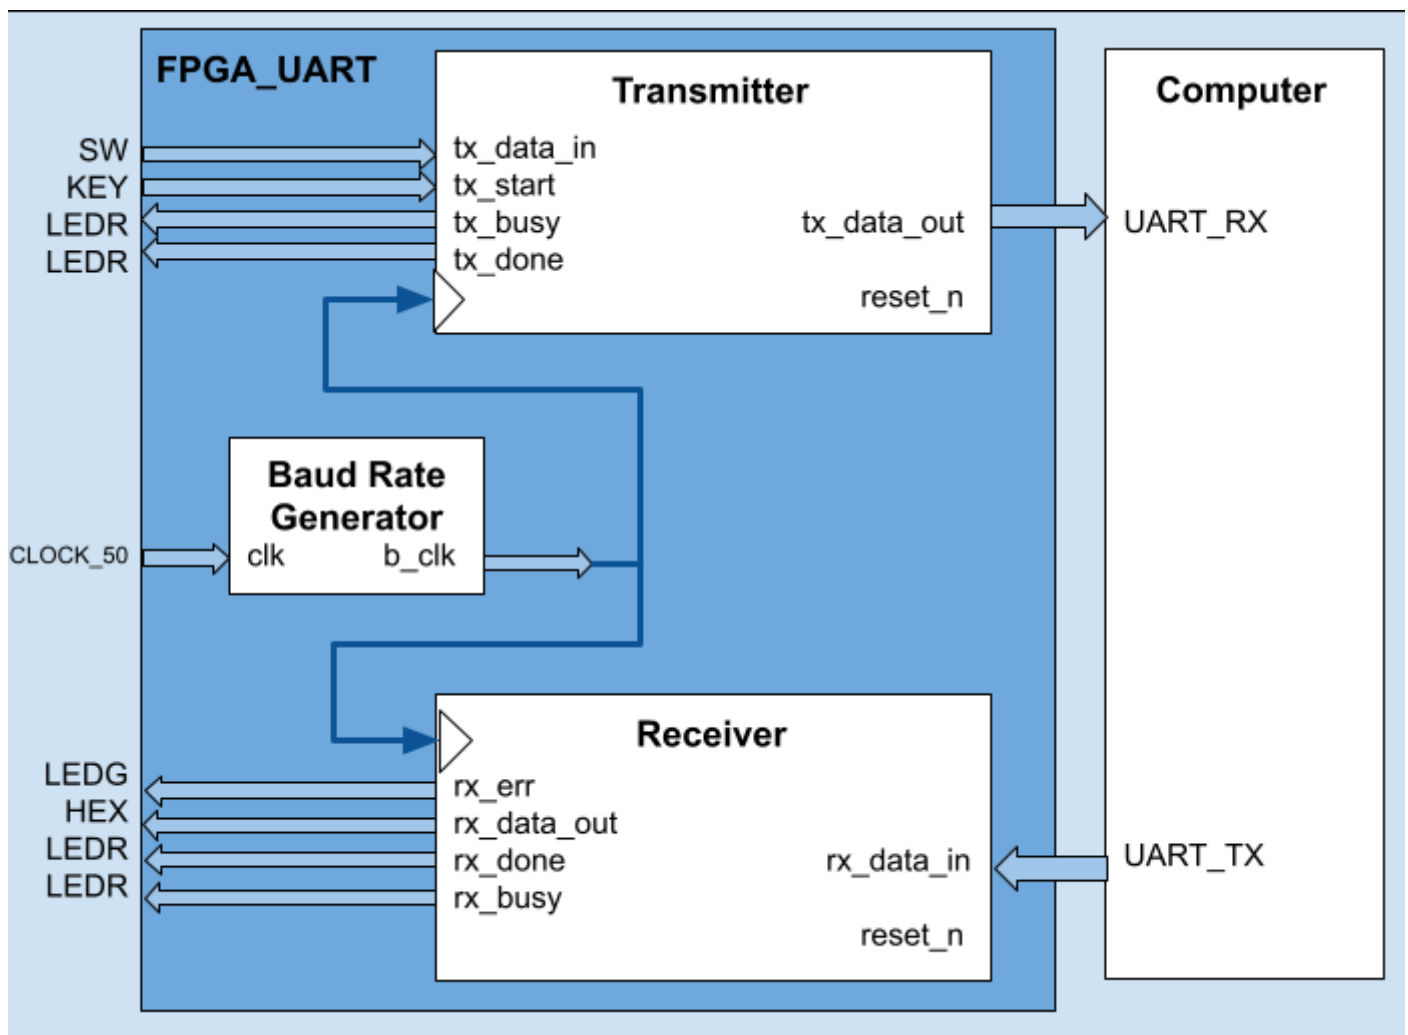 FPGA_UART
SW
KEY
LEDR
LEDR
Transmitter
tx_data_in
tx_start
tx_busy
tx_done
tx_data_out
reset_n
Computer
UART_RX
UART_TX
Baud Rate
Generator
CLOCK_50
clk
b_clk
Receiver
LEDG
HEX
LEDR
LEDR
rx_err
rx_data_out
rx_done
rx_busy
rx_data_in
reset_n